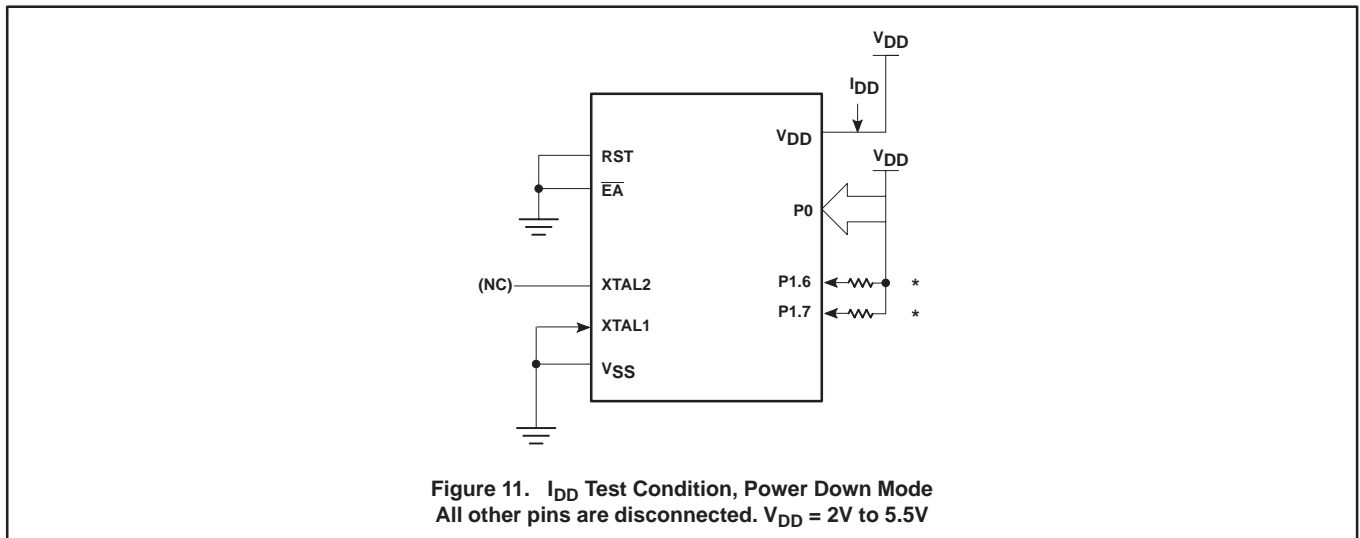 VDD
IDD
VDD
RST
VDD
EA
P0
(NC)
XTAL2
P1.6
*
P1.7
*
XTAL1
VSS
Figure 11. IDD Test Condition, Power Down Mode
All other pins are disconnected. VDD = 2V to 5.5V